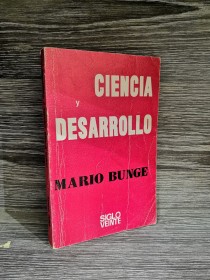 CIENCIA
y
DESARROLLO
MARIO BUNGE
SIGLO
VEINTE